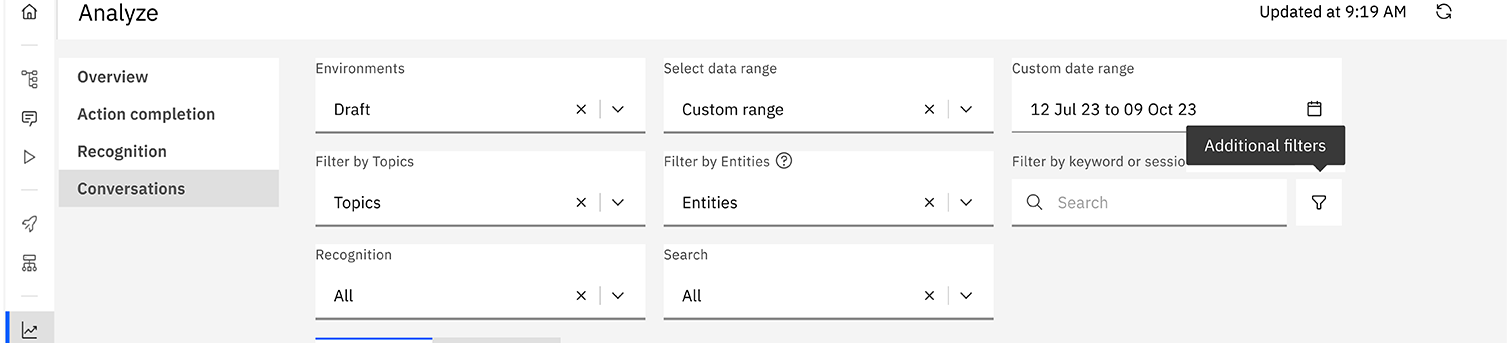 Analyze
Updated at 9:19 AM
Overview
Action completion
Recognition
Conversations
Environments
Draft
Select data range
Custom range
Custom date range
12 Jul 23 to 09 Oct 23
Additional filters
Filter by Topics
Topics
Filter by Entities
Entities
Filter by keyword or sessio
Search
Recognition
All
Search
All